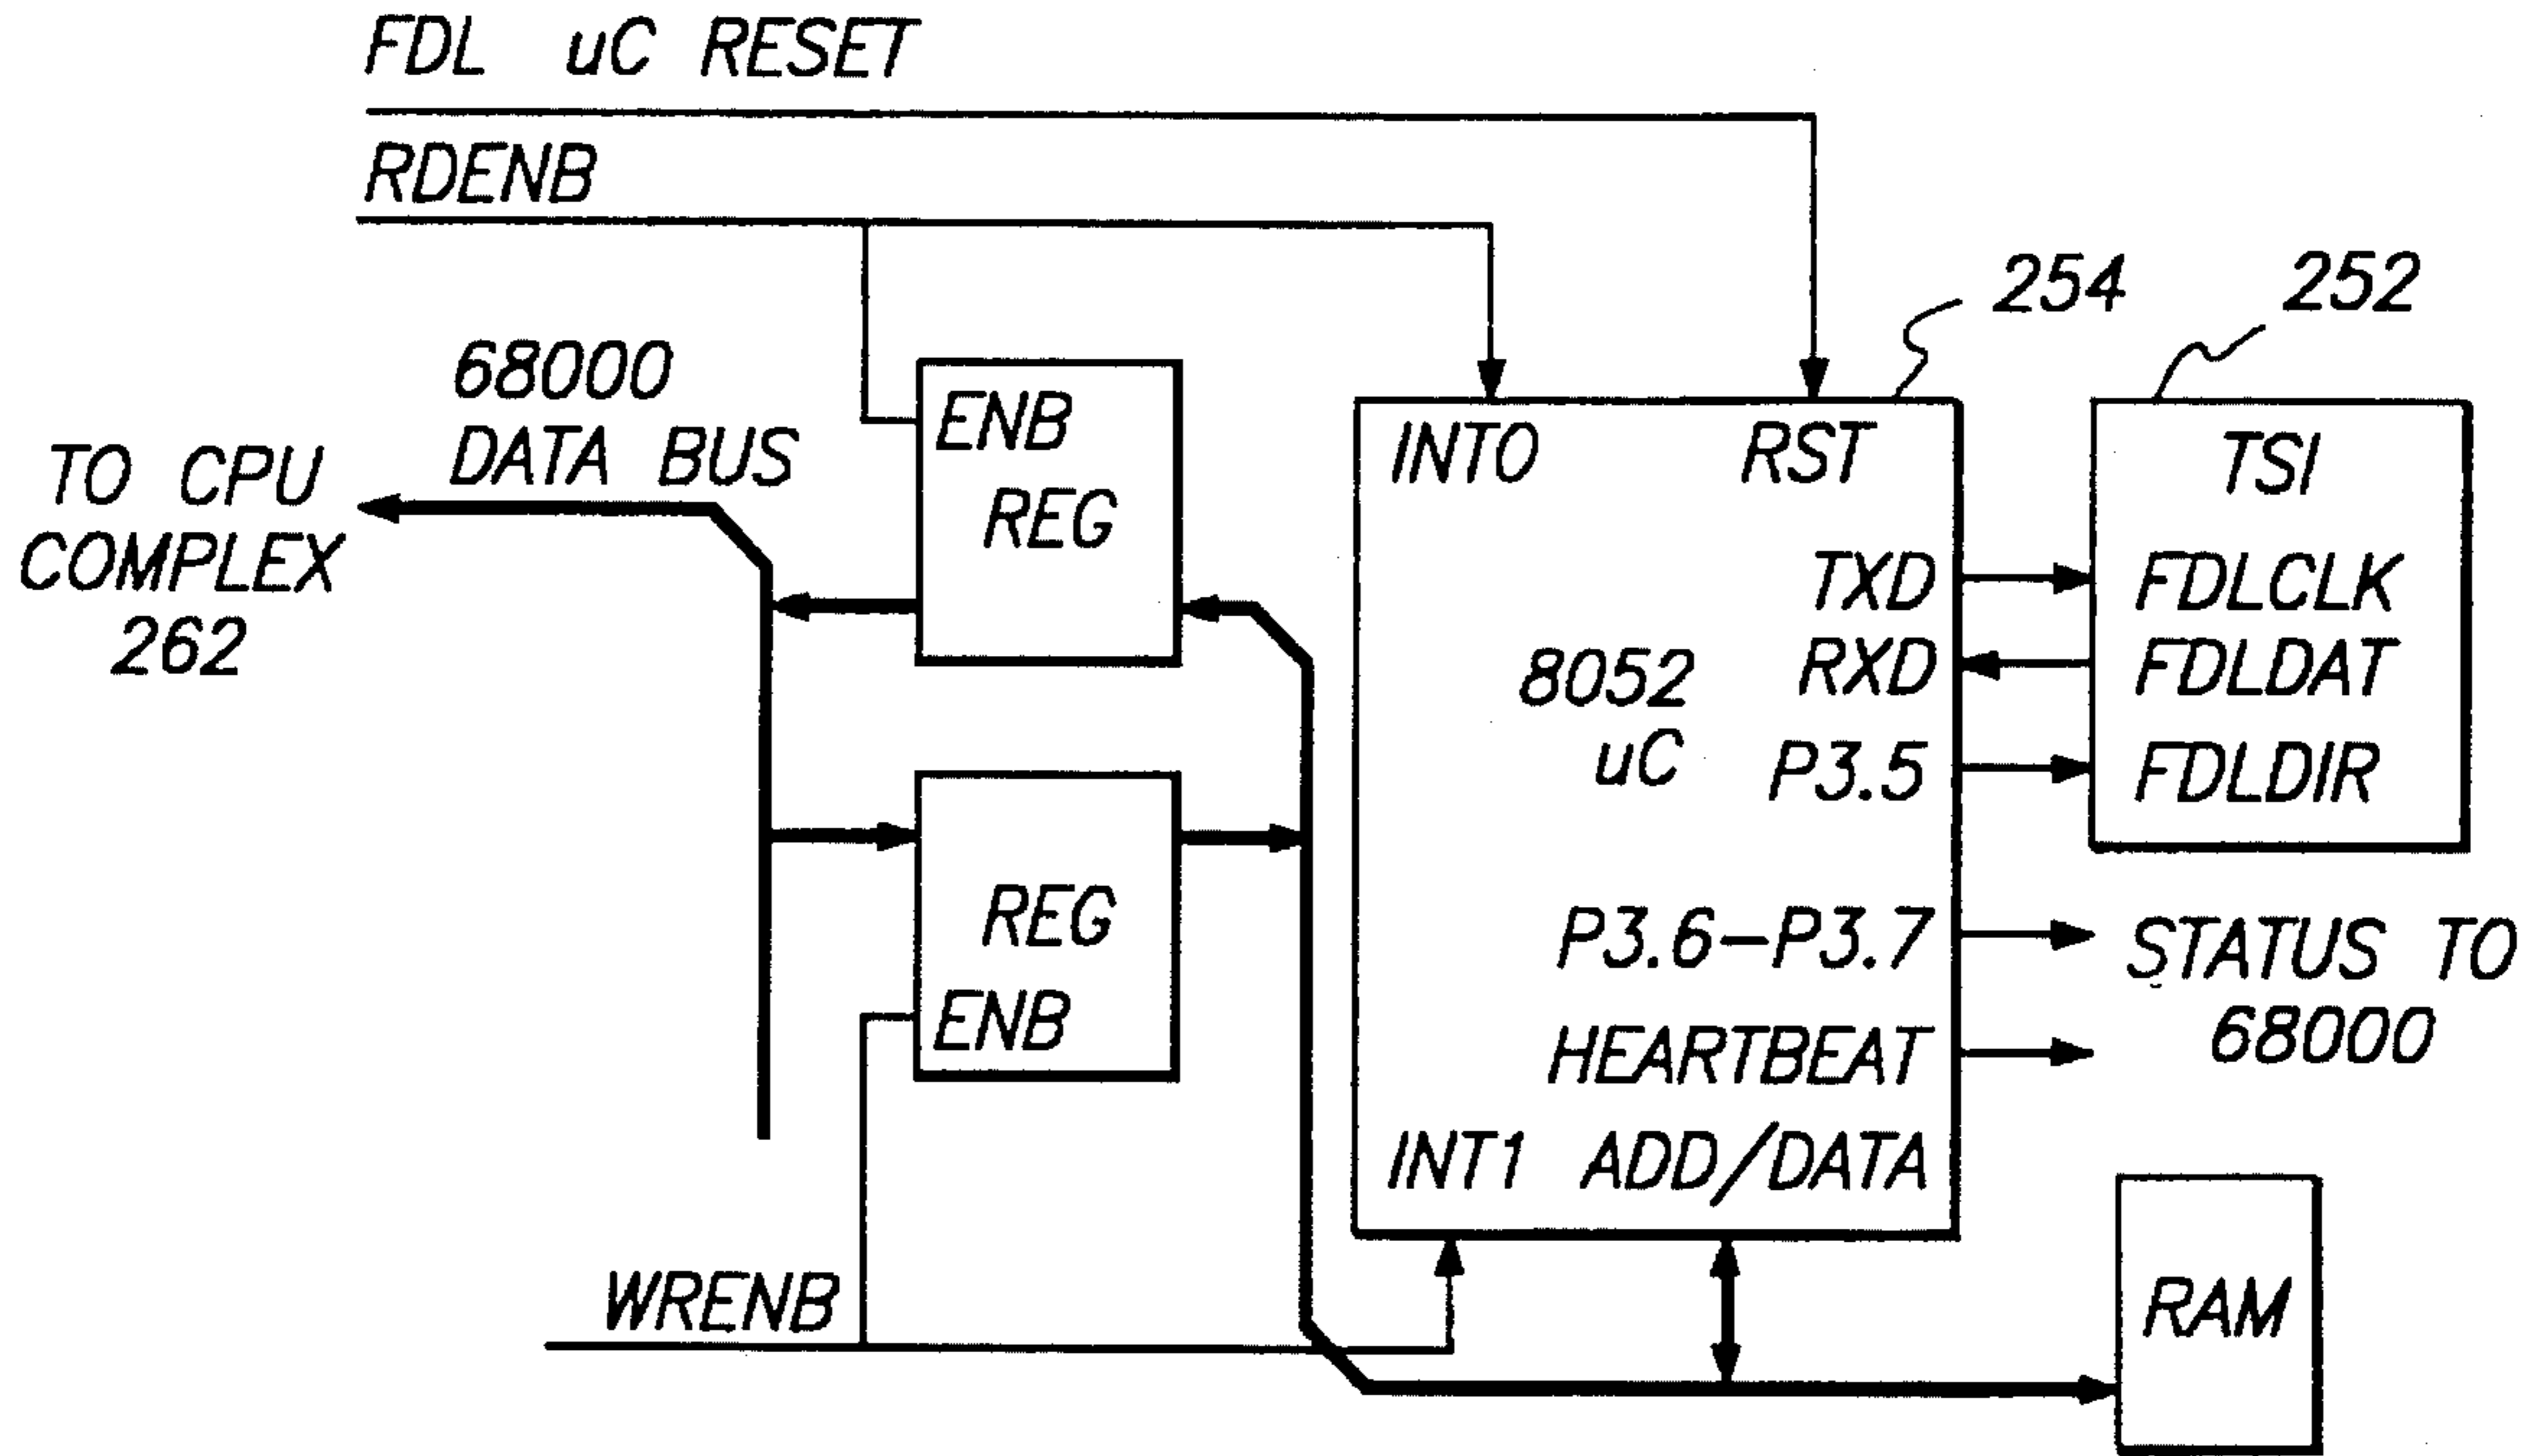 FDL uC RESET
RDENB
254
252
68000
DATA BUS
TO CPU
COMPLEX
262
ENB
REG
REG
ENB
WRENB
INTO
RST
TXD
RXD
8052
uC
P3.5
P3.6-P3.7
HEARTBEAT
INT1 ADD/DATA
TSI
FDLCLK
FDLDAT
FDLDIR
STATUS TO
68000
RAM